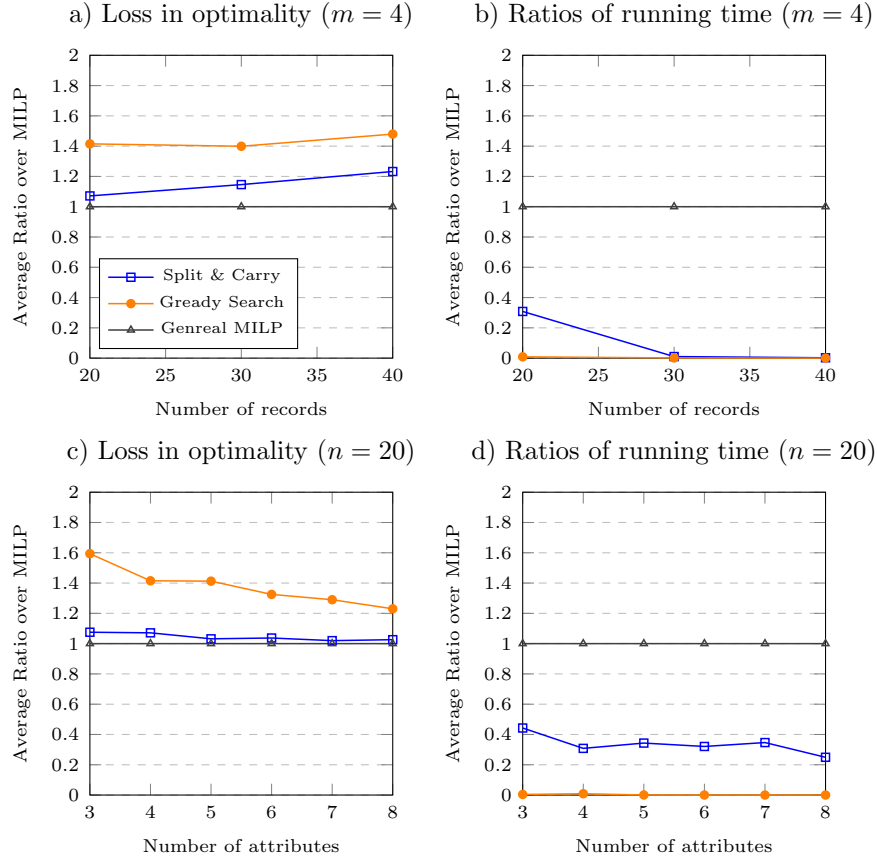 a) Loss in optimality (m = 4)
Average Ratio over MILP
2
1.8
1.6
1.4
1.2
1
0.8
0.6
0.4
0.2
0
Split & Carry
Gready Search
Genreal MILP
20 25 30 35 40
Number of records
b) Ratios of running time (m = 4)
Average Ratio over MILP
2
1.8
1.6
1.4
1.2
1
0.8
0.6
0.4
0.2
0
20 25 30 35 40
Number of records
c) Loss in optimality (n = 20)
Average Ratio over MILP
2
1.8
1.6
1.4
1.2
1
0.8
0.6
0.4
0.2
0
3 4 5 6 7 8
Number of attributes
d) Ratios of running time (n = 20)
Average Ratio over MILP
2
1.8
1.6
1.4
1.2
1
0.8
0.6
0.4
0.2
0
3 4 5 6 7 8
Number of attributes